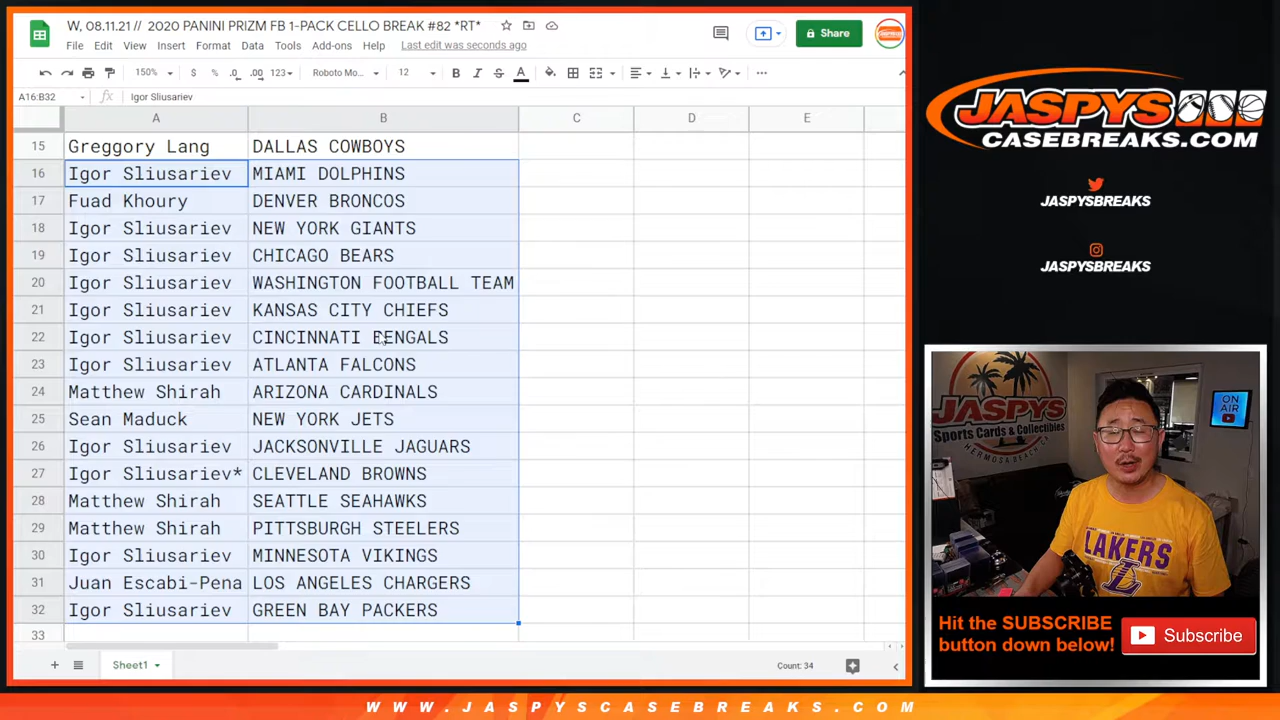 W, 08.11.21 // 2020 PANINI PRIZM FB 1-PACK CELLO BREAK #82 *RT*
File Edit View Insert Format Data Tools Add-ons Help Last edit was seconds ago
Share
150% $ % .0 .00 123 Roboto Mo... 12 B I S A
A16:B32 fx Igor Sliusariev
A B C D E
15 Greggory Lang DALLAS COWBOYS
16 Igor Sliusariev MIAMI DOLPHINS
17 Fuad Khoury DENVER BRONCOS
18 Igor Sliusariev NEW YORK GIANTS
19 Igor Sliusariev CHICAGO BEARS
20 Igor Sliusariev WASHINGTON FOOTBALL TEAM
21 Igor Sliusariev KANSAS CITY CHIEFS
22 Igor Sliusariev CINCINNATI BENGALS
23 Igor Sliusariev ATLANTA FALCONS
24 Matthew Shirah ARIZONA CARDINALS
25 Sean Maduck NEW YORK JETS
26 Igor Sliusariev JACKSONVILLE JAGUARS
27 Igor Sliusariev* CLEVELAND BROWNS
28 Matthew Shirah SEATTLE SEAHAWKS
29 Matthew Shirah PITTSBURGH STEELERS
30 Igor Sliusariev MINNESOTA VIKINGS
31 Juan Escabi-Pena LOS ANGELES CHARGERS
32 Igor Sliusariev GREEN BAY PACKERS
33
Sheet1 Count: 34
JASPYS
CASEBREAKS.COM
JASPYSBREAKS
JASPYSBREAKS
JASPYS
Sports Cards & Collectibles
HERMOSA BEACH CA
ON AIR
LAKERS
L
Hit the SUBSCRIBE
button down below!
Subscribe
WWW.JASPYSCASEBREAKS.COM